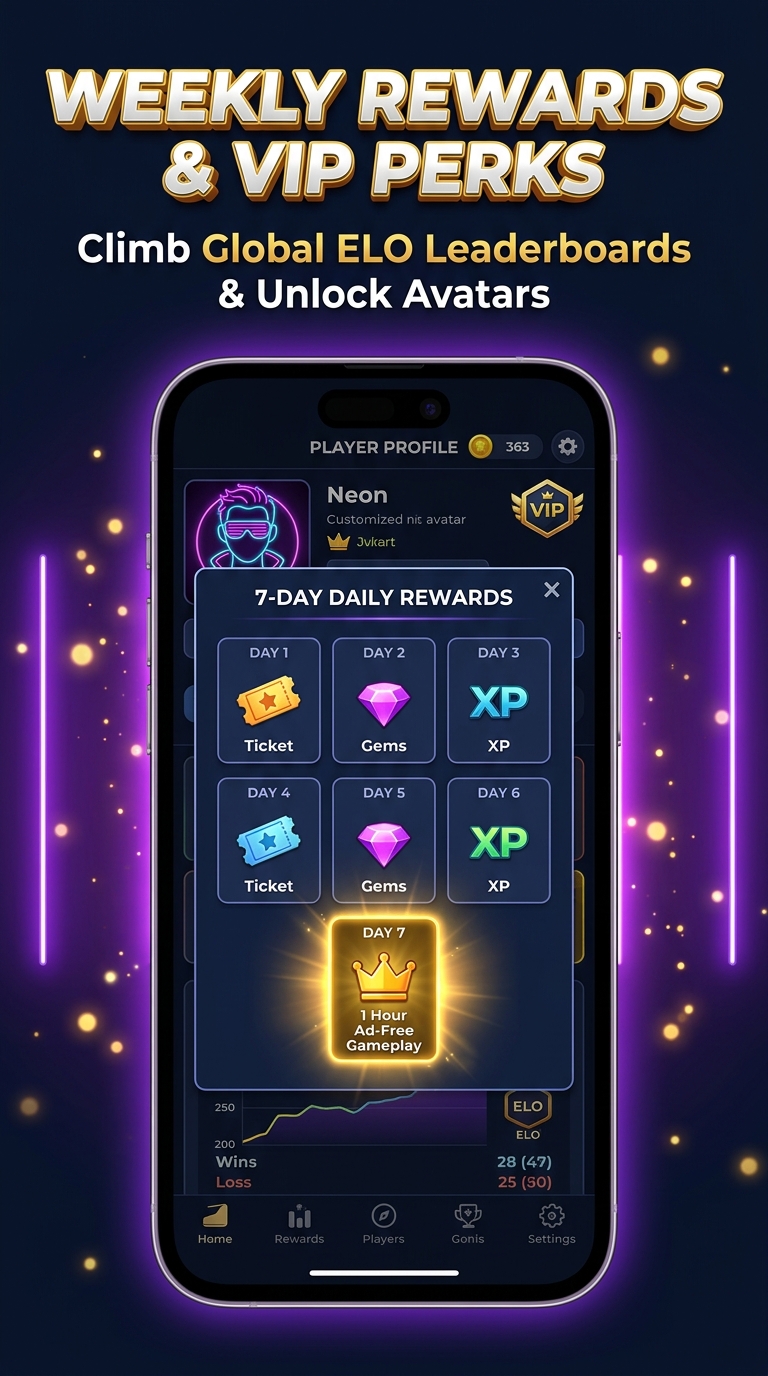 WEEKLY REWARDS
& VIP PERKS
Climb Global ELO Leaderboards
& Unlock Avatars
PLAYER PROFILE 363
Neon
VIP
Customized nit avatar
Jvkart
7-DAY DAILY REWARDS
DAY 1
Ticket
DAY 2
Gems
DAY 3
XP
XP
DAY 4
Ticket
DAY 5
Gems
DAY 6
XP
XP
DAY 7
1 Hour
Ad-Free
Gameplay
250
200
ELO
ELO
Wins 28 (47)
Loss 25 (50)
Home
Rewards
Players
Gonis
Settings